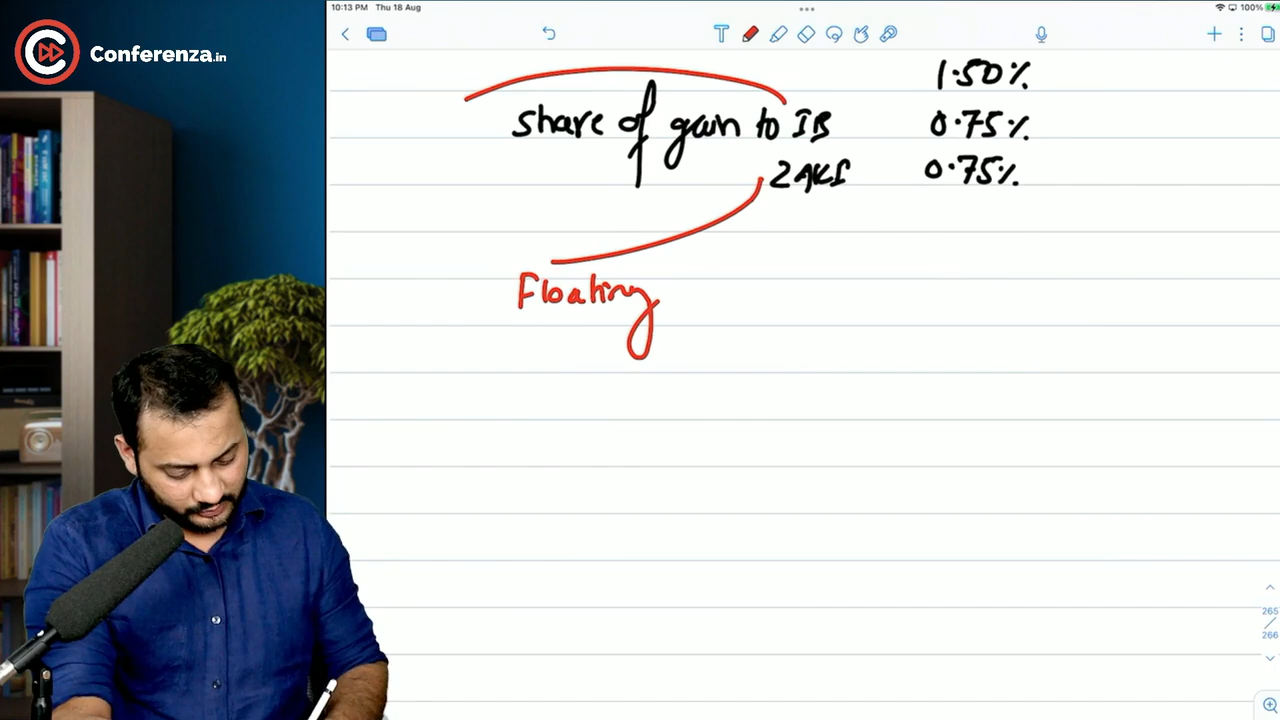 10:13 PM Thu 18 Aug
100%
Conferenza.in
1.50%
Share of gain to IB 0.75%
ZAKI 0.75%
Floating
265
266